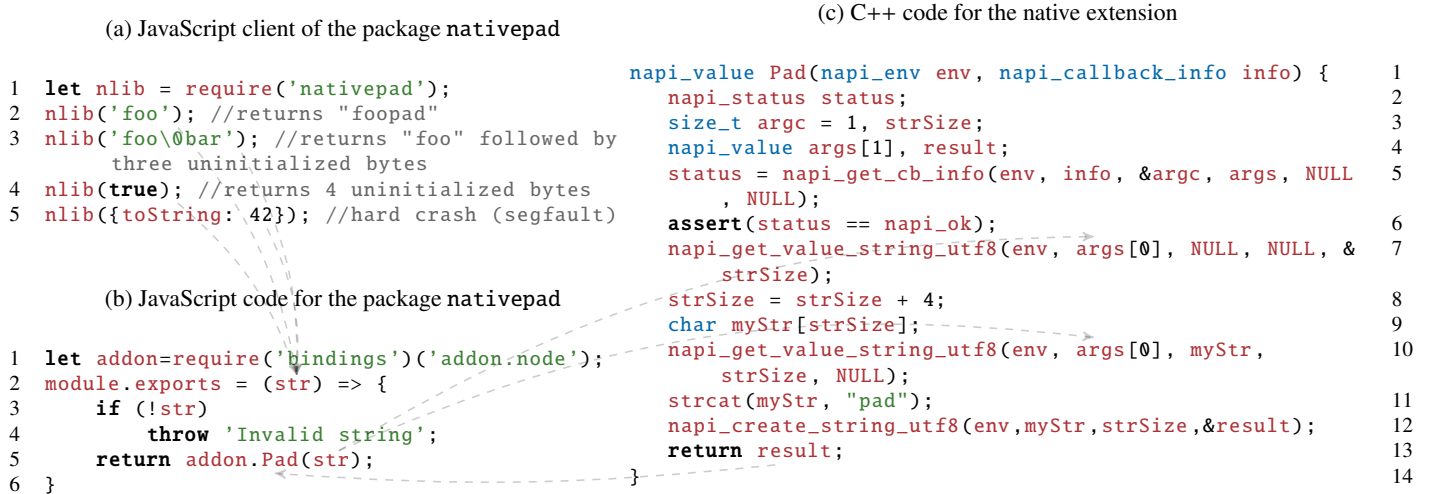 (a) JavaScript client of the package nativepad
1 let nlib = require('nativepad');
2 nlib('foo'); //returns "foopad"
3 nlib('foo\0bar'); //returns "foo" followed by
three uninitialized bytes
4 nlib(true); //returns 4 uninitialized bytes
5 nlib({toString: 42}); //hard crash (segfault)
(b) JavaScript code for the package nativepad
1 let addon=require('bindings')('addon.node');
2 module.exports = (str) => {
3 if (!str)
4 throw 'Invalid string';
5 return addon.Pad(str);
6 }
(c) C++ code for the native extension
napi_value Pad(napi_env env, napi_callback_info info) { 1
napi_status status; 2
size_t argc = 1, strSize; 3
napi_value args[1], result; 4
status = napi_get_cb_info(env, info, &argc, args, NULL 5
, NULL);
assert(status == napi_ok); 6
napi_get_value_string_utf8(env, args[0], NULL, NULL, & 7
strSize);
strSize = strSize + 4; 8
char myStr[strSize]; 9
napi_get_value_string_utf8(env, args[0], myStr, 10
strSize, NULL);
strcat(myStr, "pad"); 11
napi_create_string_utf8(env,myStr,strSize,&result); 12
return result; 13
} 14